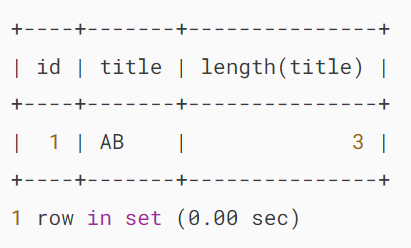 +----+-------+---------------+
| id | title | length(title) |
+----+-------+---------------+
|  1 | AB    |             3 |
+----+-------+---------------+
1 row in set (0.00 sec)